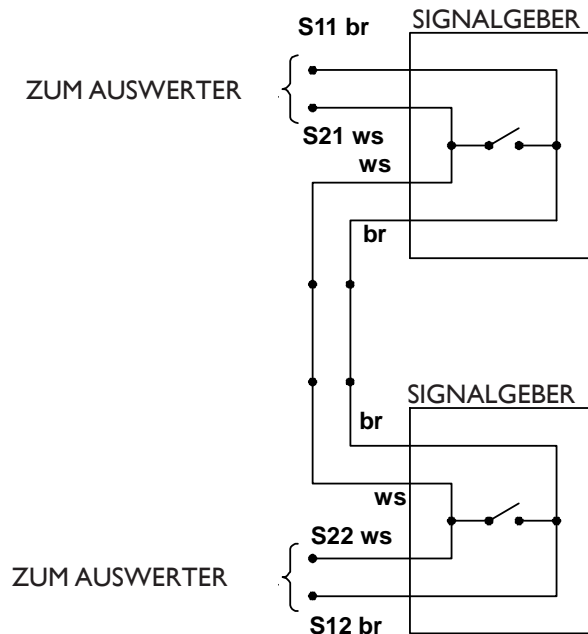 SIGNALGEBER
S11 br
ZUM AUSWERTER
S21 ws
ws
br
SIGNALGEBER
br
ws
S22 ws
ZUM AUSWERTER
S12 br